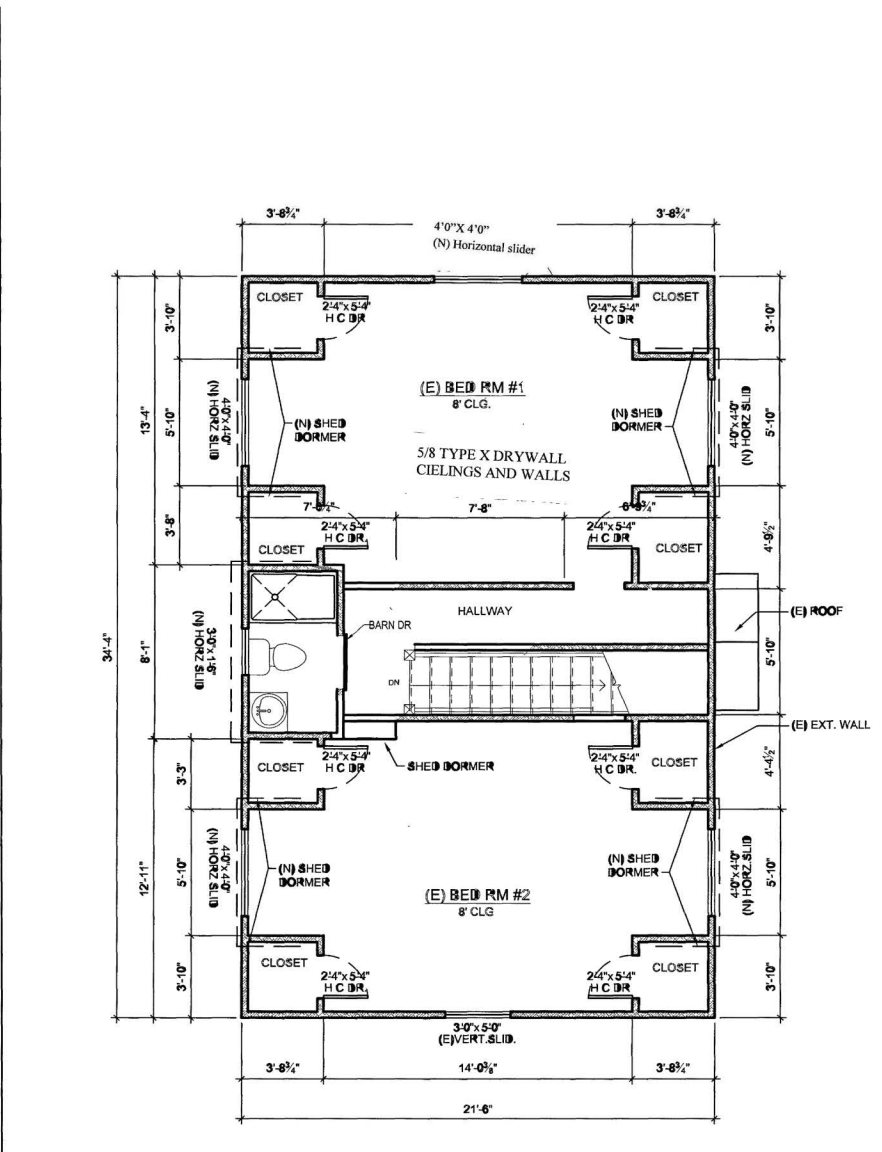 3'-8¾"
4'0"X 4'0"
(N) Horizontal slider
3'-8¾"
CLOSET
2'-4"x 5'-4"
H C DR
2'-4"x 5'-4"
H C DR
CLOSET
3'-10"
3'-10"
(E) BED RM #1
8' CLG.
(N) SHED
DORMER
(N) SHED
DORMER
4'-0"x 4'-0"
(N) HORZ SLID
4'-0"x 4'-0"
(N) HORZ SLID
13'-4"
5'-10"
5'-10"
5/8 TYPE X DRYWALL
CIELINGS AND WALLS
7'-8"
3'-8"
2'-4"x 5'-4"
H C DR.
2'-4"x 5'-4"
H C DR.
CLOSET
CLOSET
4'-9½"
HALLWAY
BARN DR
(E) ROOF
34'-4"
8'-1"
3'-0"x 1'-6"
(N) HORZ SLID
DN
5'-10"
(E) EXT. WALL
CLOSET
2'-4"x 5'-4"
H C DR
SHED DORMER
2'-4"x 5'-4"
H C DR.
CLOSET
3'-3"
4'-4½"
(N) SHED
DORMER
(N) SHED
DORMER
4'-0"x 4'-0"
(N) HORZ SLID
4'-0"x 4'-0"
(N) HORZ SLID
12'-11"
5'-10"
5'-10"
(E) BED RM #2
8' CLG
CLOSET
2'-4"x 5'-4"
H C DR.
2'-4"x 5'-4"
H C DR.
CLOSET
3'-10"
3'-10"
3'-0"x 5'-0"
(E)VERT.SLID.
3'-8¾"
14'-0⅜"
3'-8¾"
21'-6"